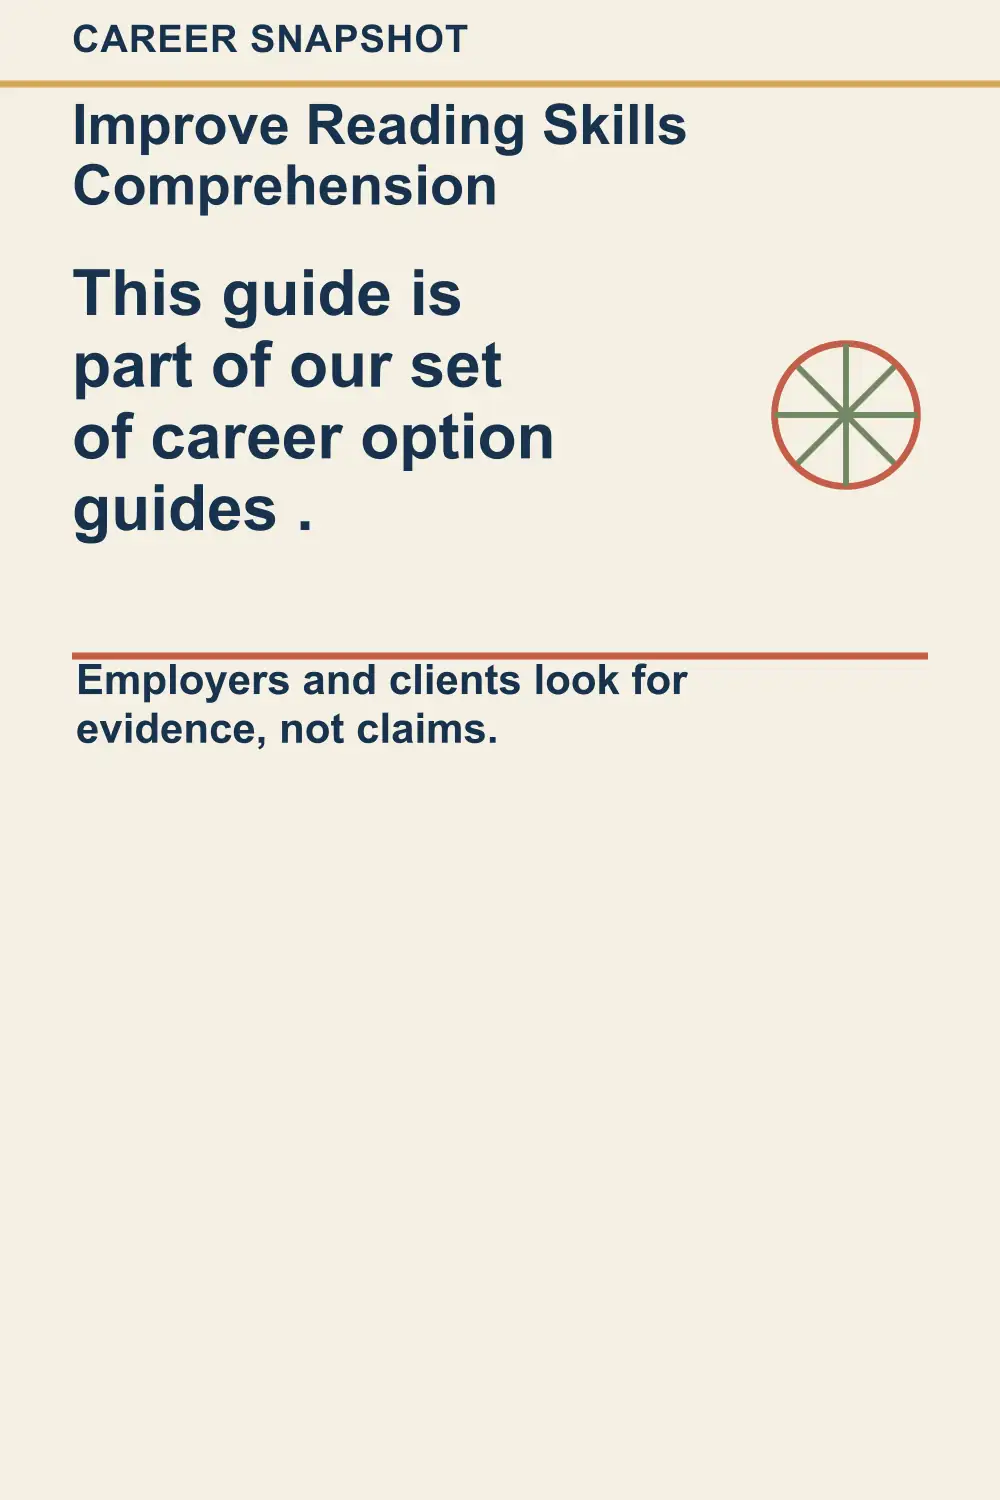 CAREER SNAPSHOT
Improve Reading Skills
Comprehension
This guide is
part of our set
of career option
guides .
Employers and clients look for
evidence, not claims.